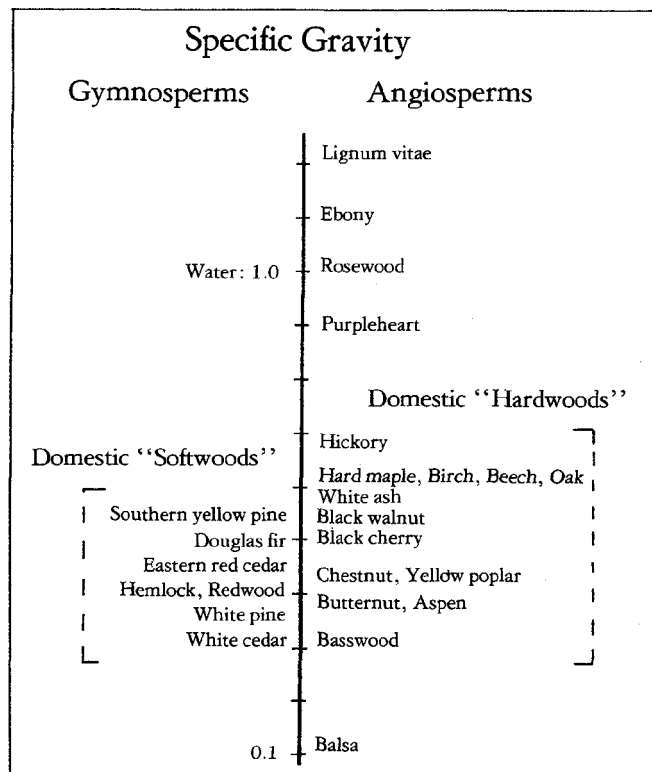 Specific Gravity
Gymnosperms
Angiosperms
Lignum vitae
Ebony
Water: 1.0
Rosewood
Purpleheart
Domestic "Hardwoods"
Hickory
Domestic "Softwoods"
Hard maple, Birch, Beech, Oak
White ash
Southern yellow pine
Black walnut
Douglas fir
Black cherry
Eastern red cedar
Chestnut, Yellow poplar
Hemlock, Redwood
Butternut, Aspen
White pine
White cedar
Basswood
0.1
Balsa